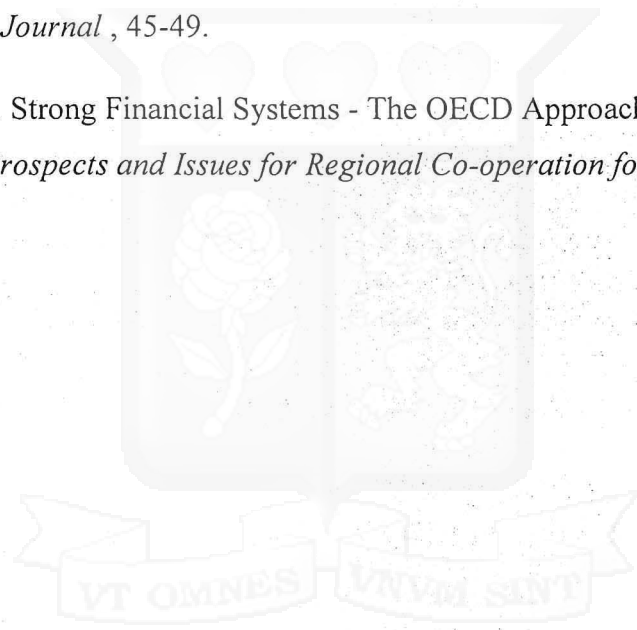 Journal , 45-49.
Strong Financial Systems - The OECD Approach
rospects and Issues for Regional Co-operation fo
VT OMNES VNVM SINT